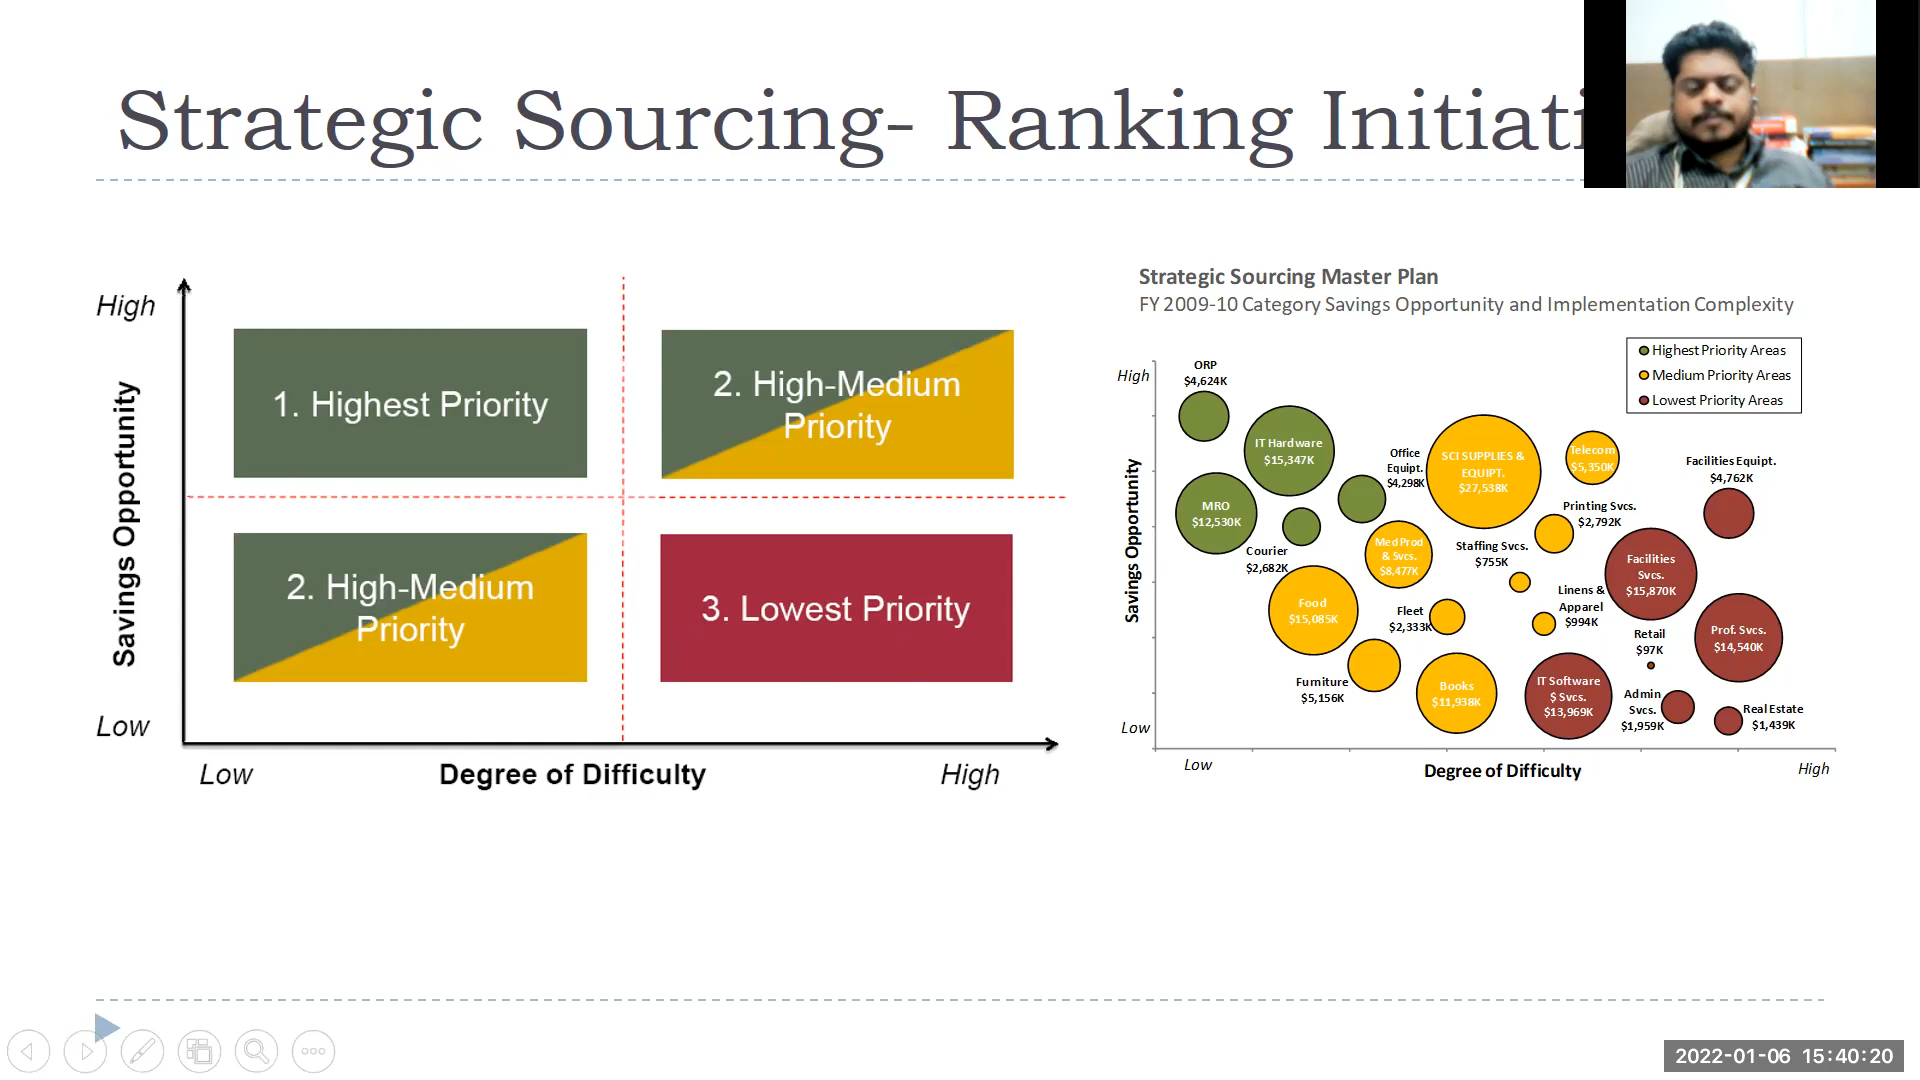 Strategic Sourcing- Ranking Initiati
High
Savings Opportunity
Low
1. Highest Priority
2. High-Medium
Priority
2. High-Medium
Priority
3. Lowest Priority
Low
Degree of Difficulty
High
Strategic Sourcing Master Plan
FY 2009-10 Category Savings Opportunity and Implementation Complexity
Highest Priority Areas
Medium Priority Areas
Lowest Priority Areas
High
Savings Opportunity
Low
ORP
$4,624K
IT Hardware
$15,347K
MRO
$12,530K
Courier
$2,682K
Office
Equipt.
$4,298K
SCI SUPPLIES &
EQUIPT.
$27,538K
Telecom
$5,350K
Facilities Equipt.
$4,762K
Printing Svcs.
$2,792K
Med Prod
& Svcs.
$8,477K
Staffing Svcs.
$755K
Facilities
Svcs.
$15,870K
Food
$15,085K
Fleet
$2,333K
Linens &
Apparel
$994K
Retail
$97K
Prof. Svcs.
$14,540K
Furniture
$5,156K
Books
$11,938K
IT Software
$ Svcs.
$13,969K
Admin
Svcs.
$1,959K
Real Estate
$1,439K
Low
Degree of Difficulty
High
2022-01-06 15:40:20